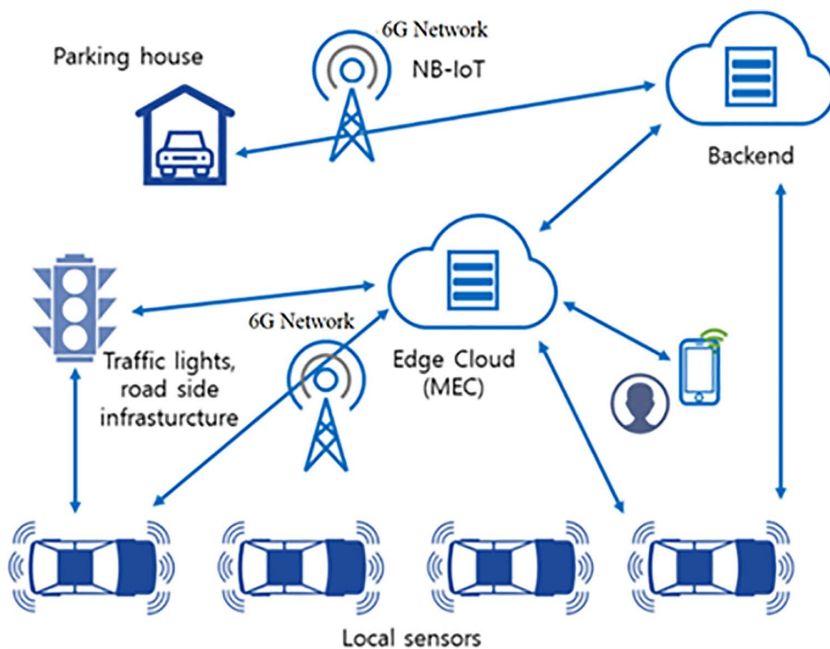 6G Network
NB-IoT
Parking house
Backend
6G Network
Edge Cloud
(MEC)
Traffic lights,
road side
infrasturcture
Local sensors